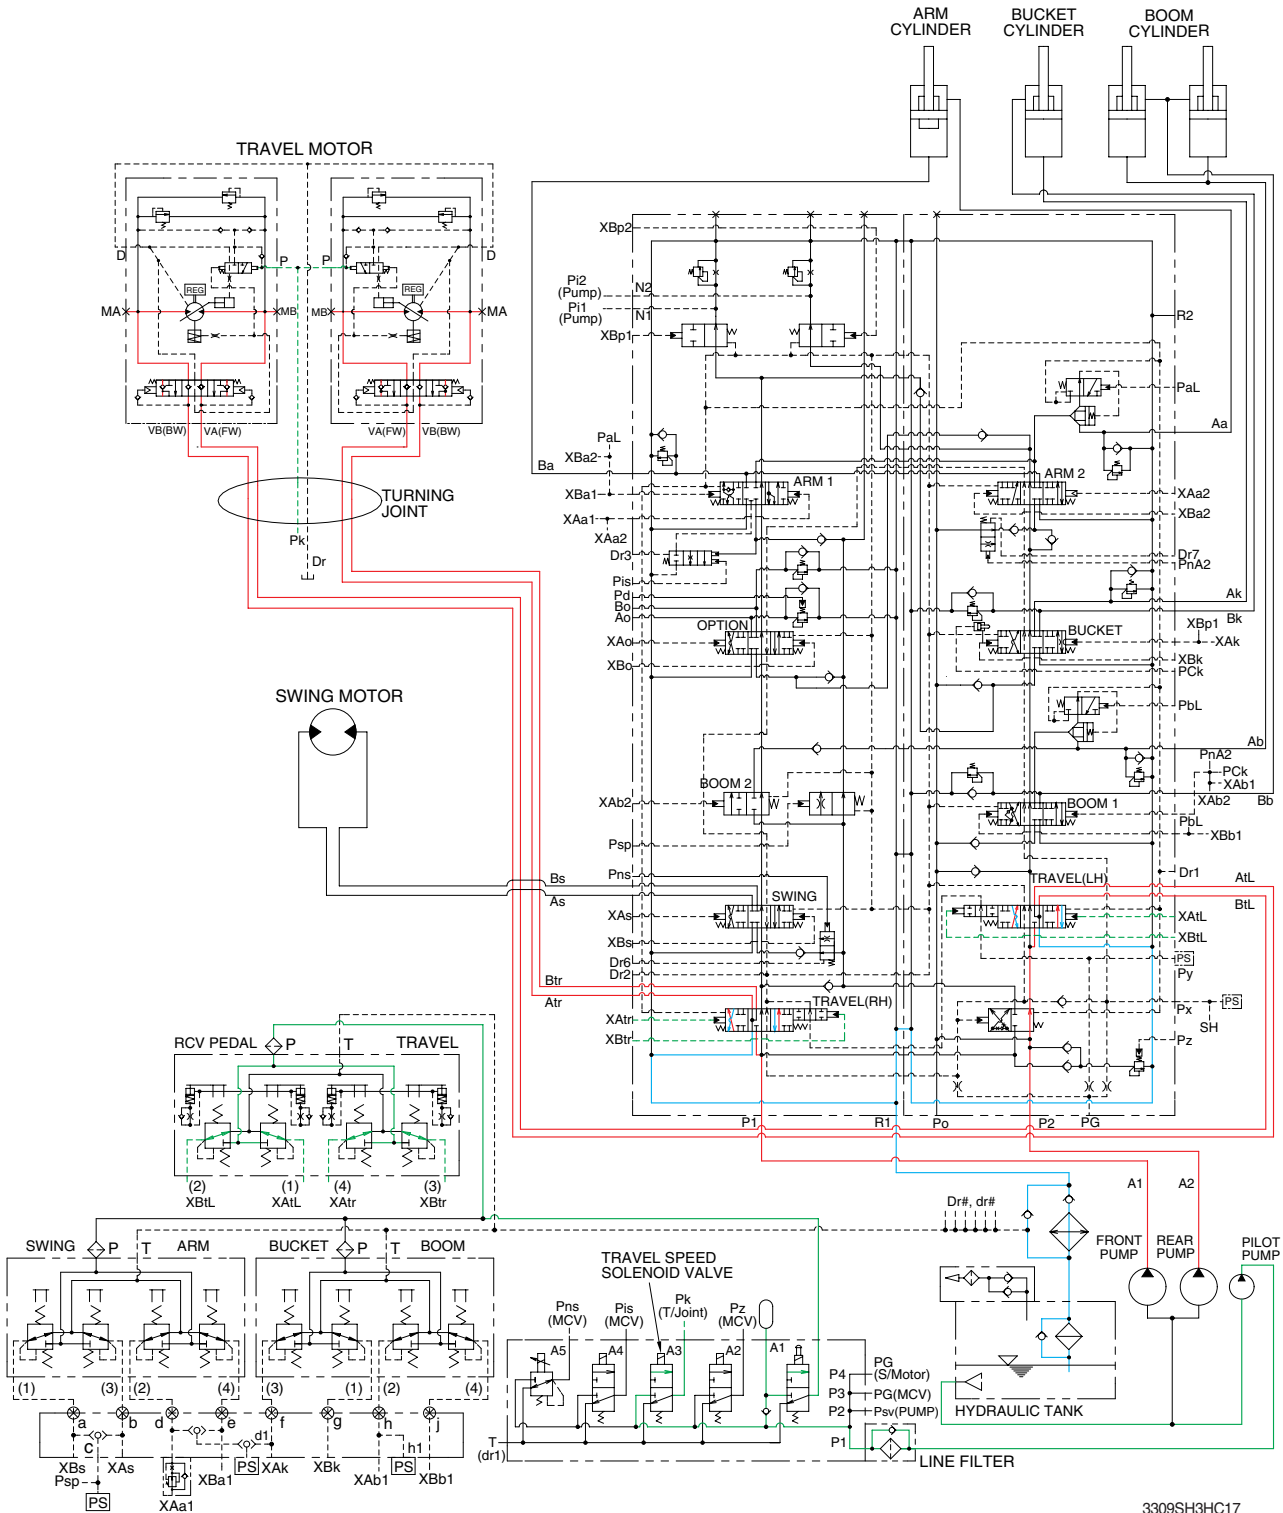 ARM
CYLINDER
BUCKET
CYLINDER
BOOM
CYLINDER
TRAVEL MOTOR
D
P
P
D
REG
REG
MA
MB
MB
MA
VB(BW)
VA(FW)
VA(FW)
VB(BW)
TURNING
JOINT
Pk
Dr
XBp2
Pi2
(Pump)
N2
Pi1
(Pump)
N1
XBp1
R2
PaL
Aa
PaL
XBa2
Ba
XBa1
ARM 1
ARM 2
XAa1
XAa2
XAa2
XBa2
Dr3
Dr7
Pis
PnA2
Pd
Bo
Ao
Ak
Bk
OPTION
BUCKET
XBp1
XAo
XAk
XBo
XBk
PCk
SWING MOTOR
PbL
Ab
PnA2
PCk
XAb1
XAb2
Bb
BOOM 2
BOOM 1
XAb2
PbL
XBb1
Psp
Pns
Dr1
AtL
TRAVEL(LH)
BtL
Bs
As
SWING
XAs
XAtL
XBs
XBtL
Dr6
Dr2
PS
Py
Btr
Atr
TRAVEL(RH)
Px
PS
SH
XAtr
XBtr
Pz
RCV PEDAL
P
T
TRAVEL
P1
R1
Po
P2
PG
(2)
XBtL
(1)
XAtL
(4)
XAtr
(3)
XBtr
A1
A2
Dr#, dr#
FRONT
PUMP
REAR
PUMP
PILOT
PUMP
SWING
P
T
ARM
BUCKET
P
T
BOOM
TRAVEL SPEED
SOLENOID VALVE
Pns
(MCV)
Pis
(MCV)
Pk
(T/Joint)
Pz
(MCV)
A5
A4
A3
A2
A1
P4
PG
(S/Motor)
P3
PG(MCV)
P2
Psv(PUMP)
P1
T
(dr1)
LINE FILTER
HYDRAULIC TANK
(1)
(3)
(2)
(4)
(3)
(1)
(2)
(4)
a
b
d
e
f
g
h
j
c
d1
h1
XBs
XAs
Psp
PS
XBa1
XAa1
PS
XAk
XBk
XAb1
PS
XBb1
3309SH3HC17